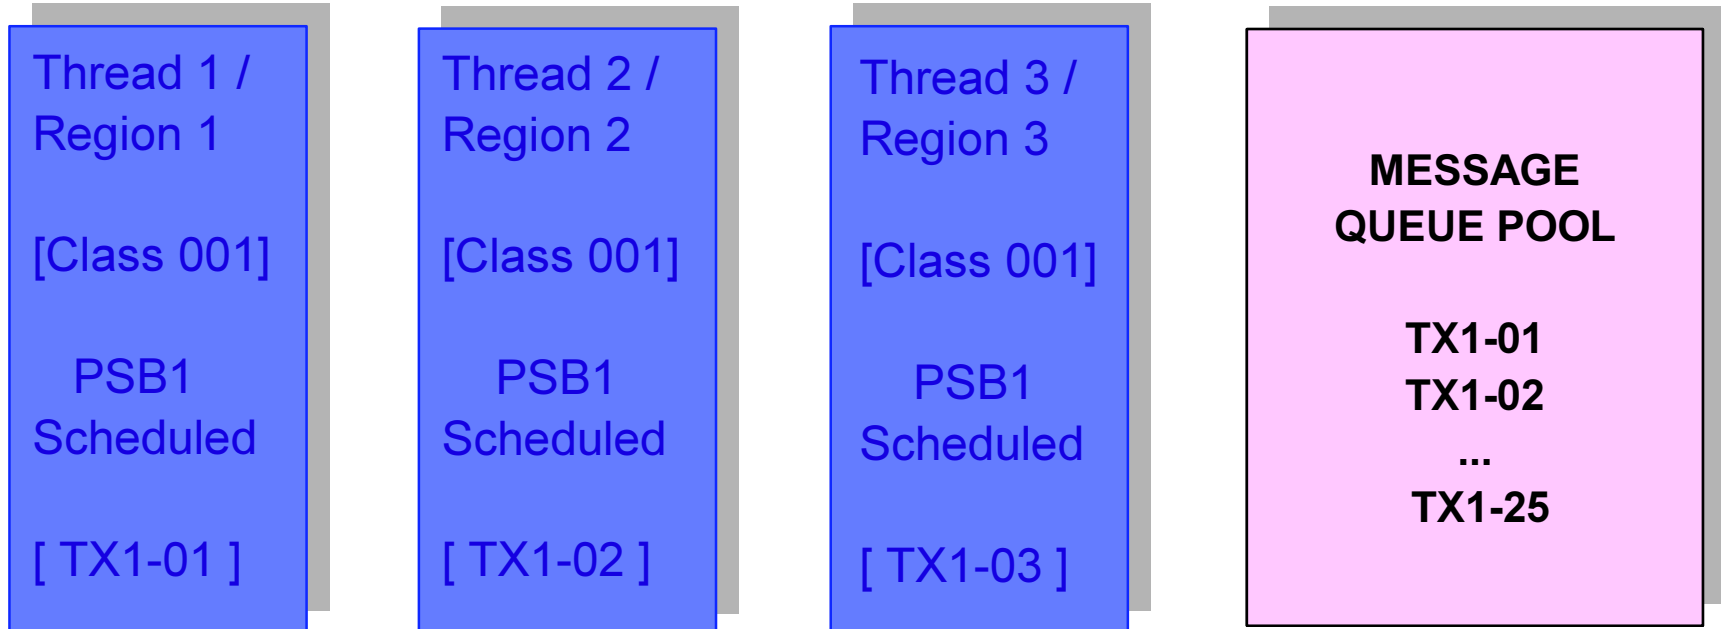 Thread 1 /
Region 1
[Class 001]
PSB1
Scheduled
[ TX1-01 ]
Thread 2 /
Region 2
[Class 001]
PSB1
Scheduled
[ TX1-02 ]
Thread 3 /
Region 3
[Class 001]
PSB1
Scheduled
[ TX1-03 ]
MESSAGE
QUEUE POOL
TX1-01
TX1-02
...
TX1-25